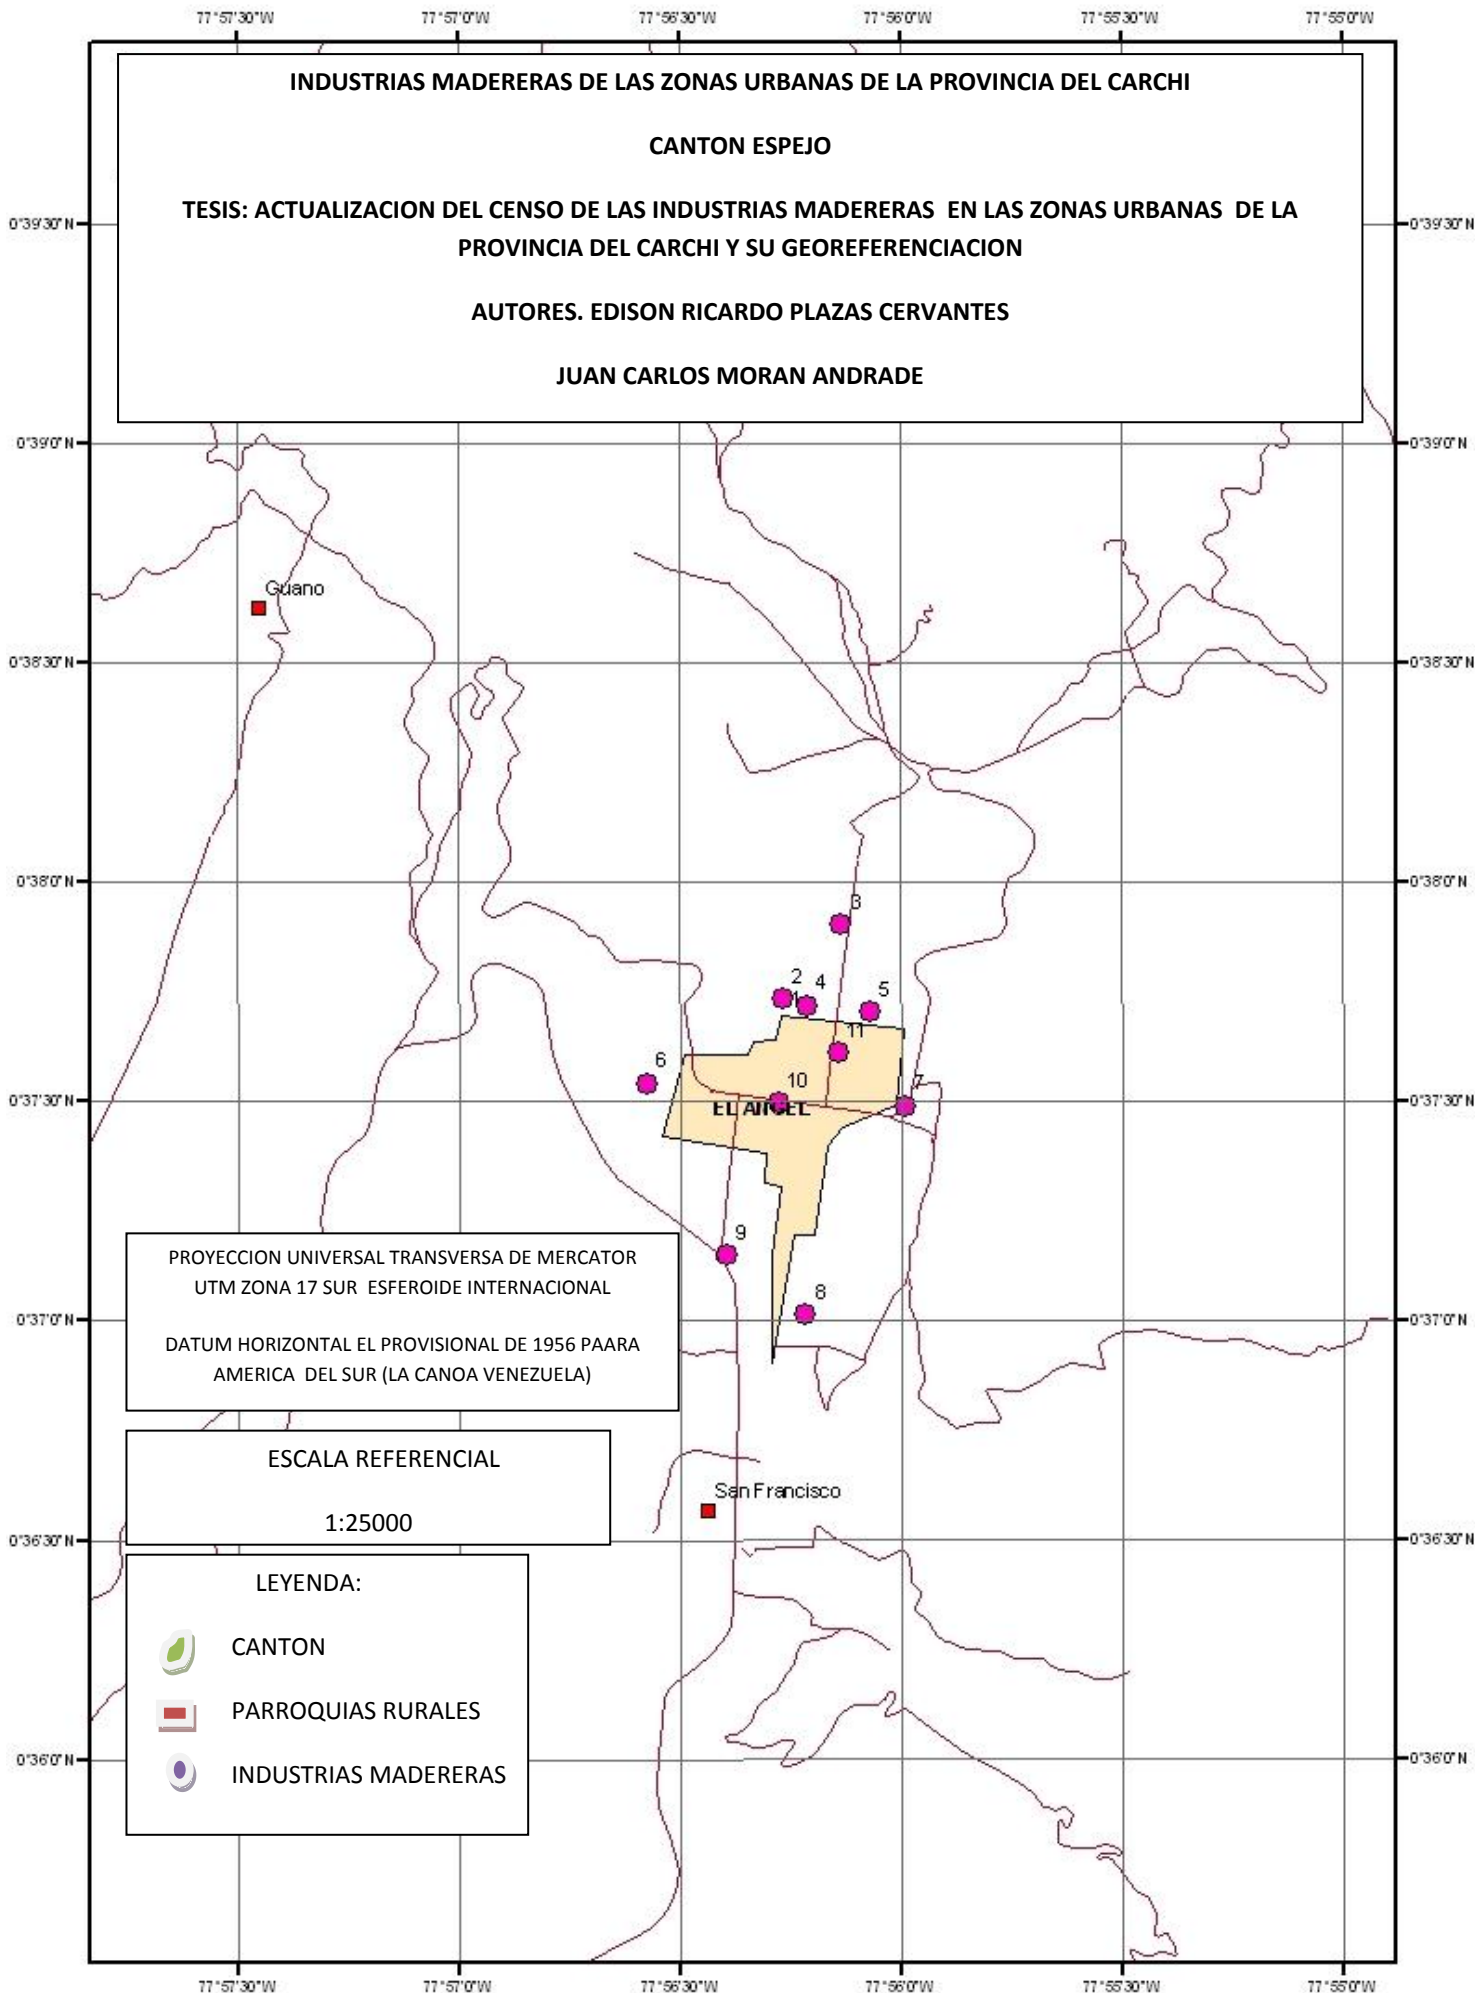 77°57'30"W 77°57'0"W 77°56'30"W 77°56'0"W 77°55'30"W 77°55'0"W
INDUSTRIAS MADERERAS DE LAS ZONAS URBANAS DE LA PROVINCIA DEL CARCHI
CANTON ESPEJO
TESIS: ACTUALIZACION DEL CENSO DE LAS INDUSTRIAS MADERERAS EN LAS ZONAS URBANAS DE LA
PROVINCIA DEL CARCHI Y SU GEOREFERENCIACION
AUTORES. EDISON RICARDO PLAZAS CERVANTES
JUAN CARLOS MORAN ANDRADE
0°39'30"N 0°39'30"N
0°39'0"N 0°39'0"N
Guano
0°38'30"N 0°38'30"N
0°38'0"N 0°38'0"N
3
2
4
5
1
11
6
10
7
0°37'30"N 0°37'30"N
EL ANGEL
9
8
PROYECCION UNIVERSAL TRANSVERSA DE MERCATOR
UTM ZONA 17 SUR ESFEROIDE INTERNACIONAL
DATUM HORIZONTAL EL PROVISIONAL DE 1956 PAARA
AMERICA DEL SUR (LA CANOA VENEZUELA)
0°37'0"N 0°37'0"N
ESCALA REFERENCIAL
1:25000
San Francisco
0°36'30"N 0°36'30"N
LEYENDA:
CANTON
PARROQUIAS RURALES
INDUSTRIAS MADERERAS
0°36'0"N 0°36'0"N
77°57'30"W 77°57'0"W 77°56'30"W 77°56'0"W 77°55'30"W 77°55'0"W